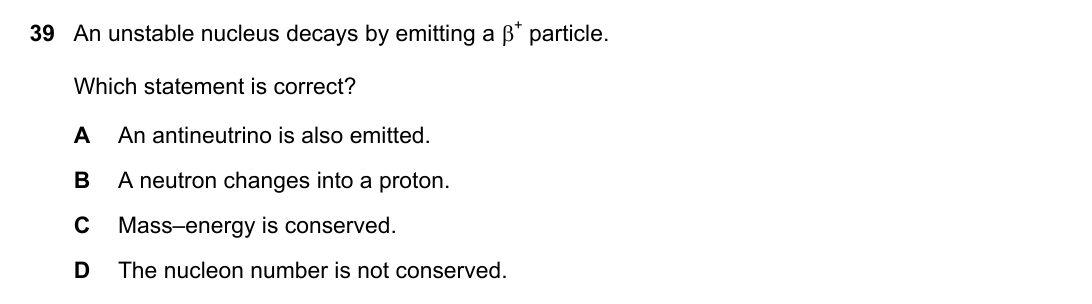 39 An unstable nucleus decays by emitting a β⁺ particle.
Which statement is correct?
A An antineutrino is also emitted.
B A neutron changes into a proton.
C Mass–energy is conserved.
D The nucleon number is not conserved.